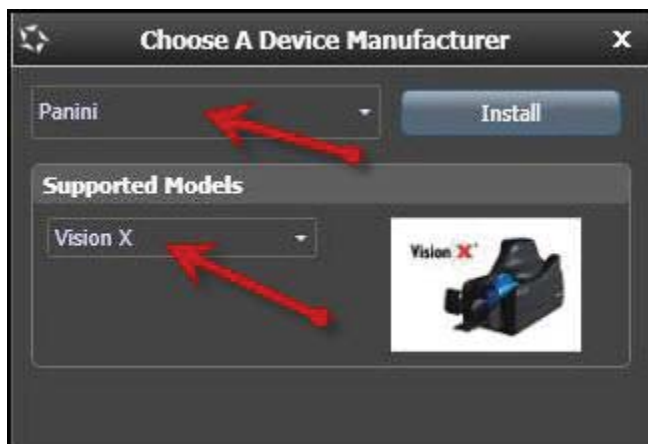 Choose A Device Manufacturer X
Panini
Install
Supported Models
Vision X
Vision X